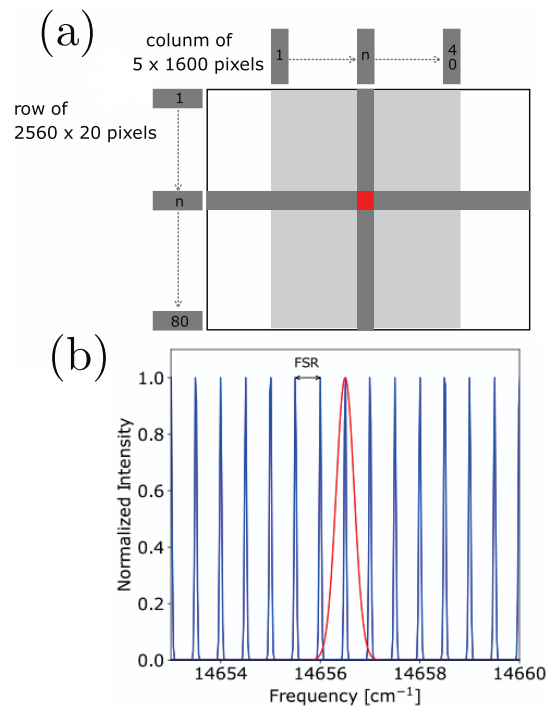 (a)
colunm of
5 x 1600 pixels
1
n
4
0
row of
2560 x 20 pixels
1
n
80
(b)
FSR
1.0
0.8
0.6
0.4
0.2
0.0
Normalized Intensity
14654
14656
14658
14660
Frequency [cm⁻¹]